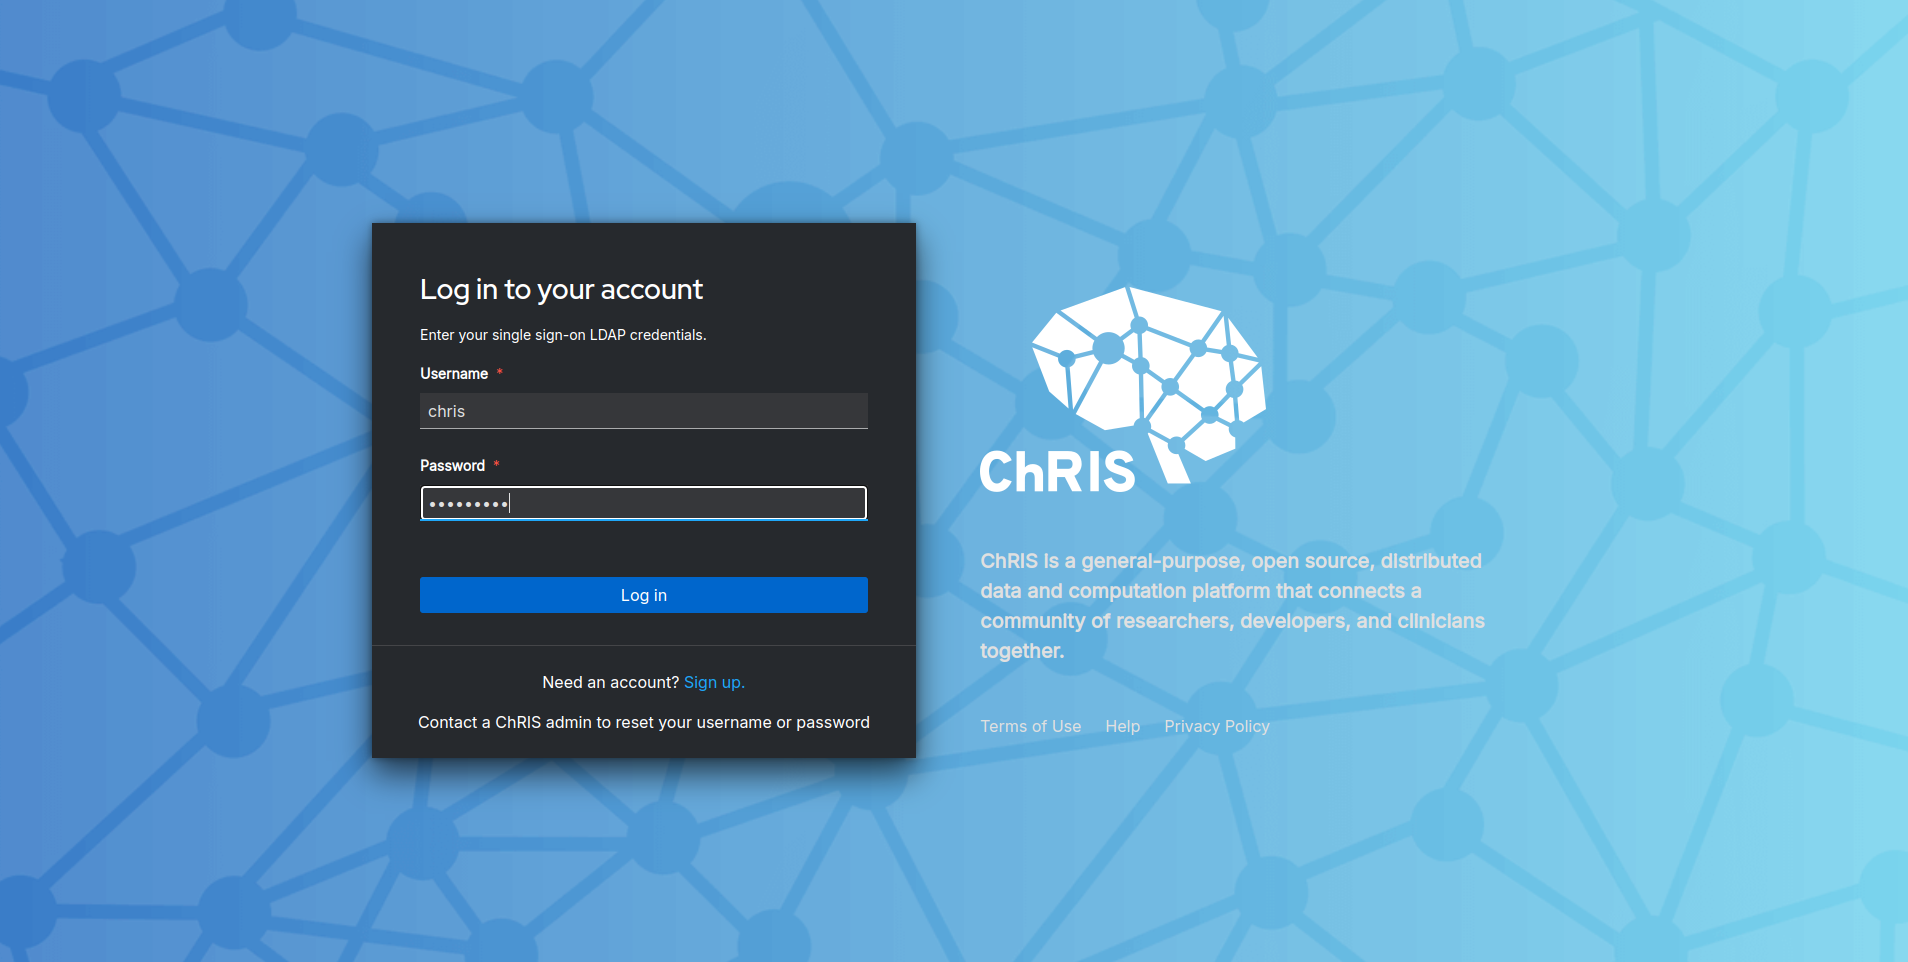 Log in to your account
Enter your single sign-on LDAP credentials.
Username *
chris
Password *
•••••••••
Log in
Need an account? Sign up.
Contact a ChRIS admin to reset your username or password
ChRIS
ChRIS is a general-purpose, open source, distributed
data and computation platform that connects a
community of researchers, developers, and clinicians
together.
Terms of Use Help Privacy Policy